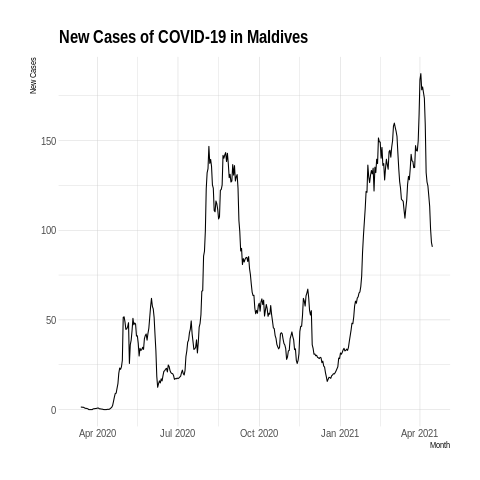 New Cases of COVID-19 in Maldives
New Cases
150
100
50
0
Apr 2020
Jul 2020
Oct 2020
Jan 2021
Apr 2021
Month